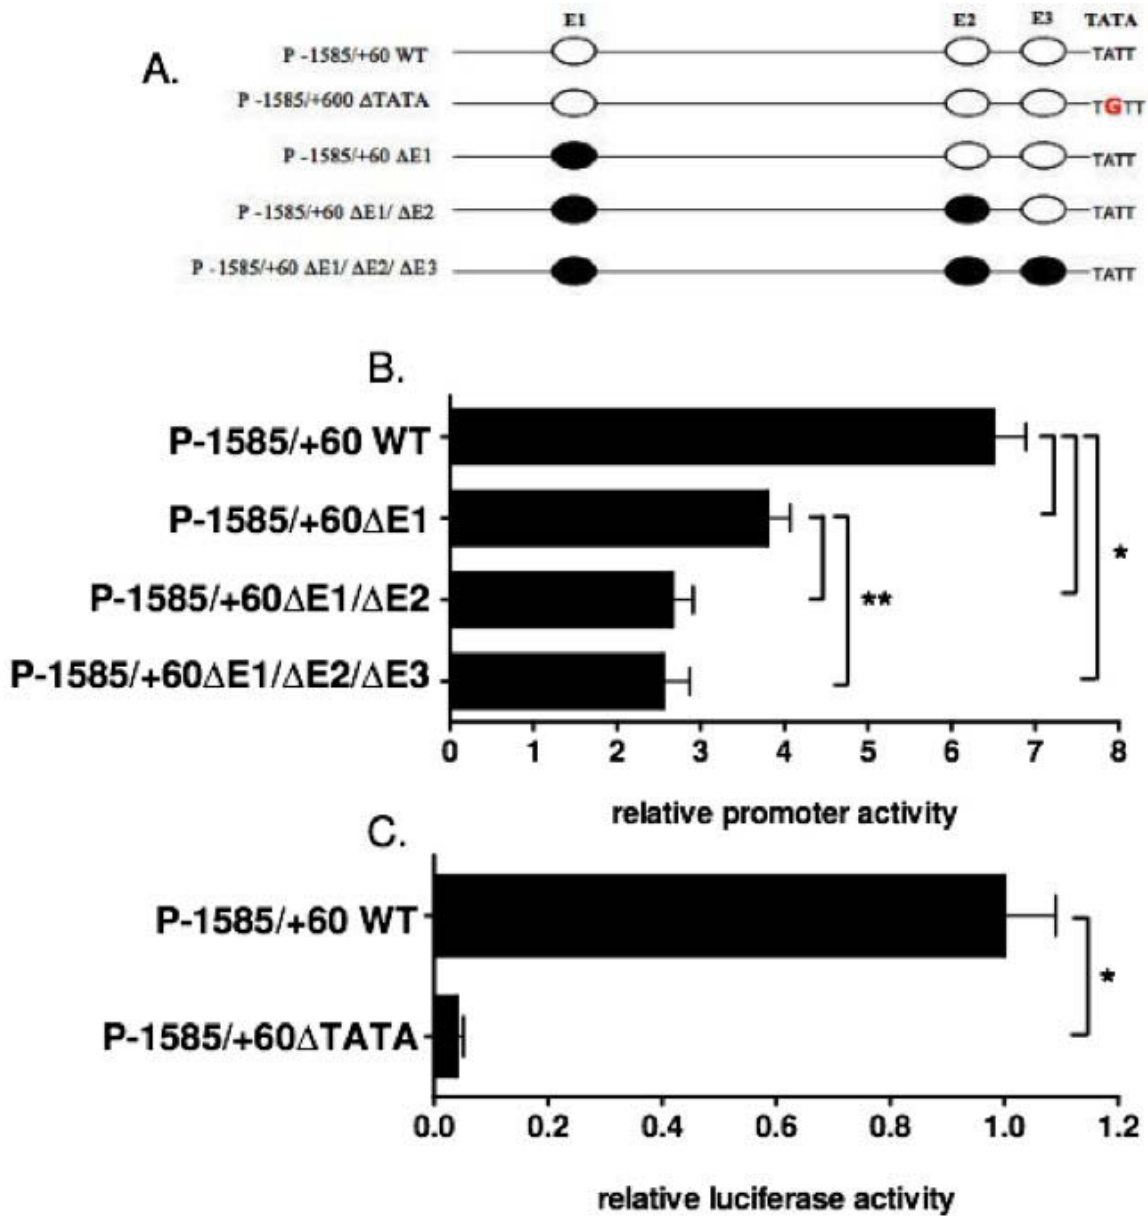 E1 E2 E3 TATA
A.
P -1585/+60 WT TATT
P -1585/+600 ΔTATA TGTT
P -1585/+60 ΔE1 TATT
P -1585/+60 ΔE1/ ΔE2 TATT
P -1585/+60 ΔE1/ ΔE2/ ΔE3 TATT
B.
P-1585/+60 WT
P-1585/+60ΔE1
P-1585/+60ΔE1/ΔE2
P-1585/+60ΔE1/ΔE2/ΔE3
*
**
0 1 2 3 4 5 6 7 8
relative promoter activity
C.
P-1585/+60 WT
P-1585/+60ΔTATA
*
0.0 0.2 0.4 0.6 0.8 1.0 1.2
relative luciferase activity